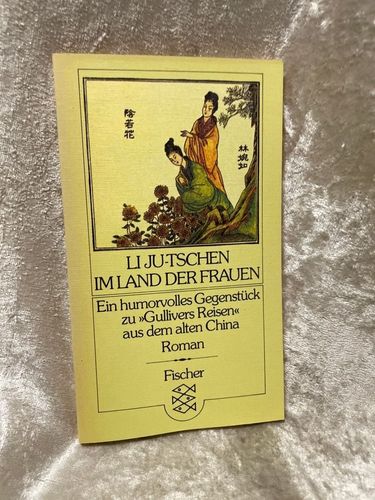 陰若花
林婉如
LI JU-TSCHEN
IM LAND DER FRAUEN
Ein humorvolles Gegenstück
zu »Gullivers Reisen«
aus dem alten China
Roman
Fischer